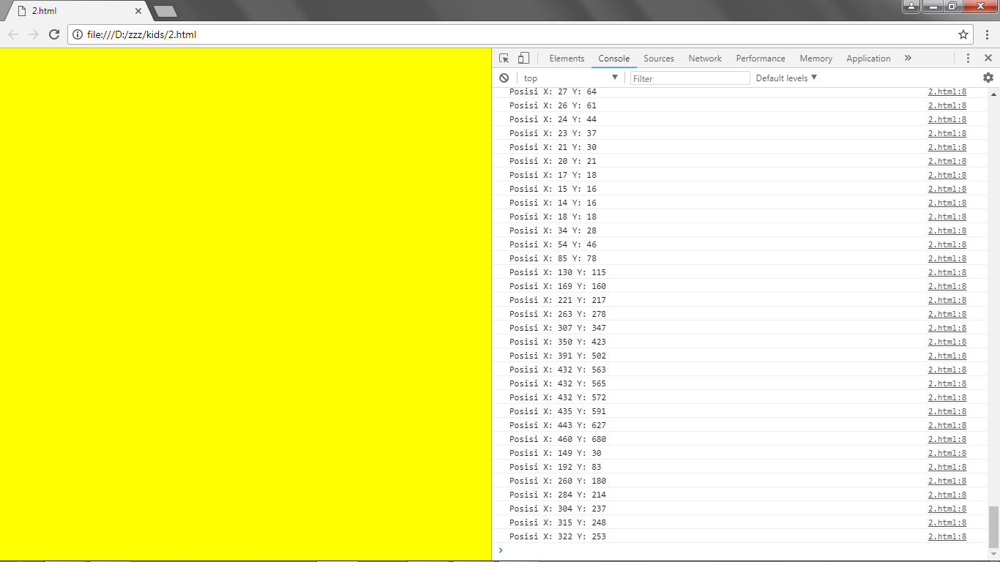 2.html
file:///D:/zzz/kids/2.html
Elements Console Sources Network Performance Memory Application
top Filter Default levels
Posisi X: 27 Y: 64 2.html:8
Posisi X: 26 Y: 61 2.html:8
Posisi X: 24 Y: 44 2.html:8
Posisi X: 23 Y: 37 2.html:8
Posisi X: 21 Y: 30 2.html:8
Posisi X: 20 Y: 21 2.html:8
Posisi X: 17 Y: 18 2.html:8
Posisi X: 15 Y: 16 2.html:8
Posisi X: 14 Y: 16 2.html:8
Posisi X: 18 Y: 18 2.html:8
Posisi X: 34 Y: 28 2.html:8
Posisi X: 54 Y: 46 2.html:8
Posisi X: 85 Y: 78 2.html:8
Posisi X: 130 Y: 115 2.html:8
Posisi X: 169 Y: 160 2.html:8
Posisi X: 221 Y: 217 2.html:8
Posisi X: 263 Y: 278 2.html:8
Posisi X: 307 Y: 347 2.html:8
Posisi X: 350 Y: 423 2.html:8
Posisi X: 391 Y: 502 2.html:8
Posisi X: 432 Y: 563 2.html:8
Posisi X: 432 Y: 565 2.html:8
Posisi X: 432 Y: 572 2.html:8
Posisi X: 435 Y: 591 2.html:8
Posisi X: 443 Y: 627 2.html:8
Posisi X: 460 Y: 680 2.html:8
Posisi X: 149 Y: 30 2.html:8
Posisi X: 192 Y: 83 2.html:8
Posisi X: 260 Y: 180 2.html:8
Posisi X: 284 Y: 214 2.html:8
Posisi X: 304 Y: 237 2.html:8
Posisi X: 315 Y: 248 2.html:8
Posisi X: 322 Y: 253 2.html:8